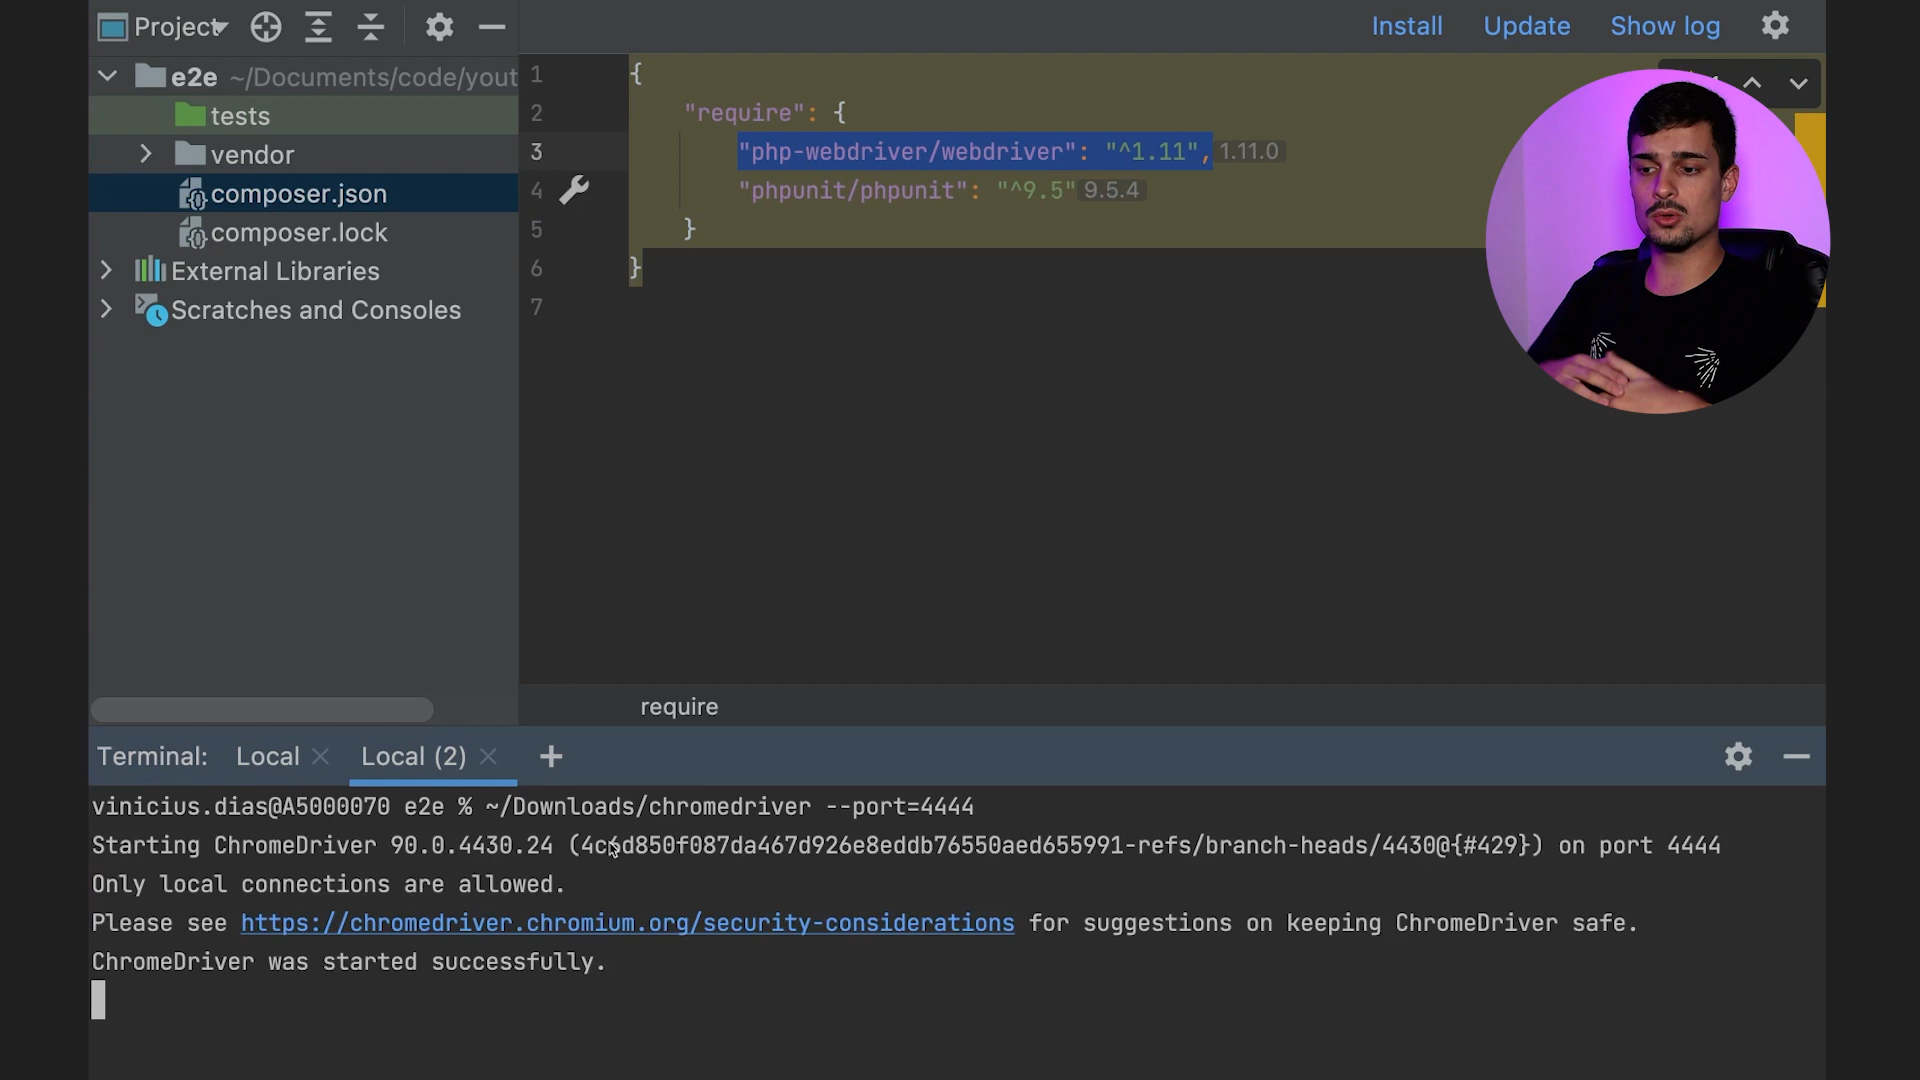 Project
Install Update Show log
e2e ~/Documents/code/yout
tests
vendor
composer.json
composer.lock
External Libraries
Scratches and Consoles
1 {
2 "require": {
3 "php-webdriver/webdriver": "^1.11", 1.11.0
4 "phpunit/phpunit": "^9.5" 9.5.4
5 }
6 }
7
require
Terminal: Local Local (2)
vinicius.dias@A5000070 e2e % ~/Downloads/chromedriver --port=4444
Starting ChromeDriver 90.0.4430.24 (4c6d850f087da467d926e8eddb76550aed655991-refs/branch-heads/4430@{#429}) on port 4444
Only local connections are allowed.
Please see https://chromedriver.chromium.org/security-considerations for suggestions on keeping ChromeDriver safe.
ChromeDriver was started successfully.